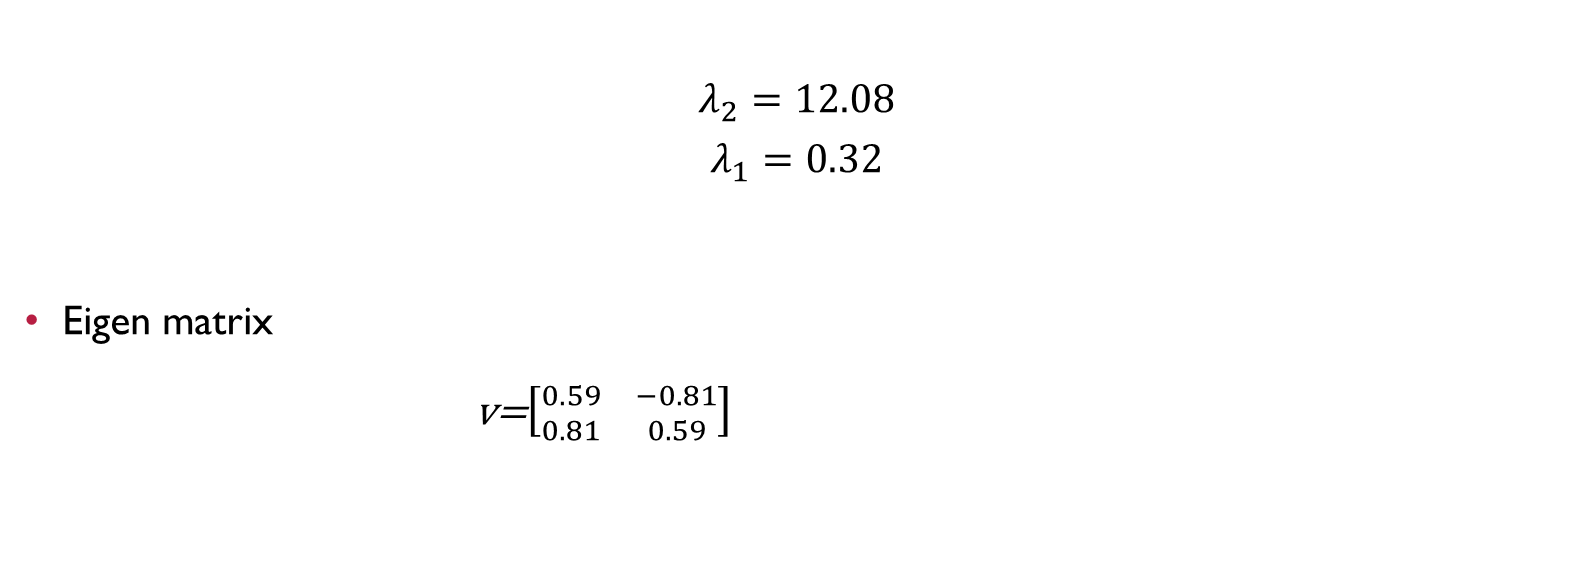 λ₂ = 12.08
λ₁ = 0.32
• Eigen matrix
v=[0.59 −0.81
0.81 0.59]